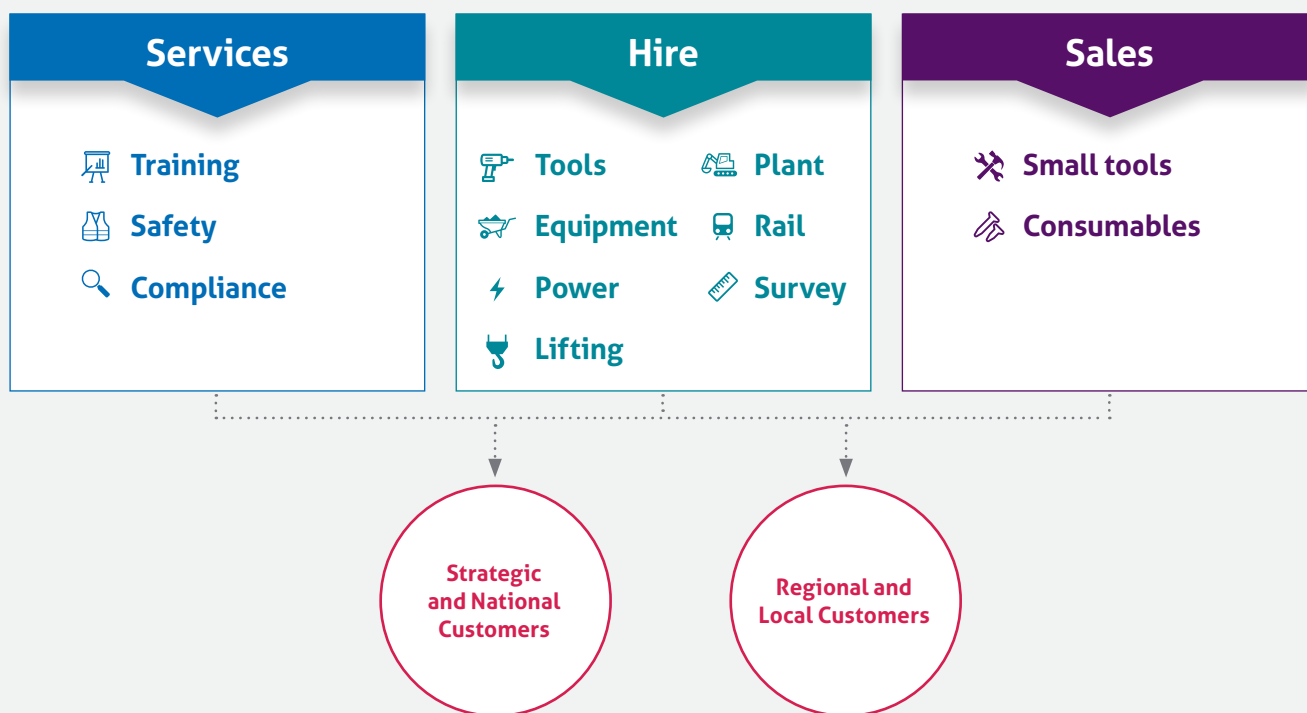 Services
Training
Safety
Compliance
Hire
Tools
Plant
Equipment
Rail
Power
Survey
Lifting
Sales
Small tools
Consumables
Strategic
and National
Customers
Regional and
Local Customers